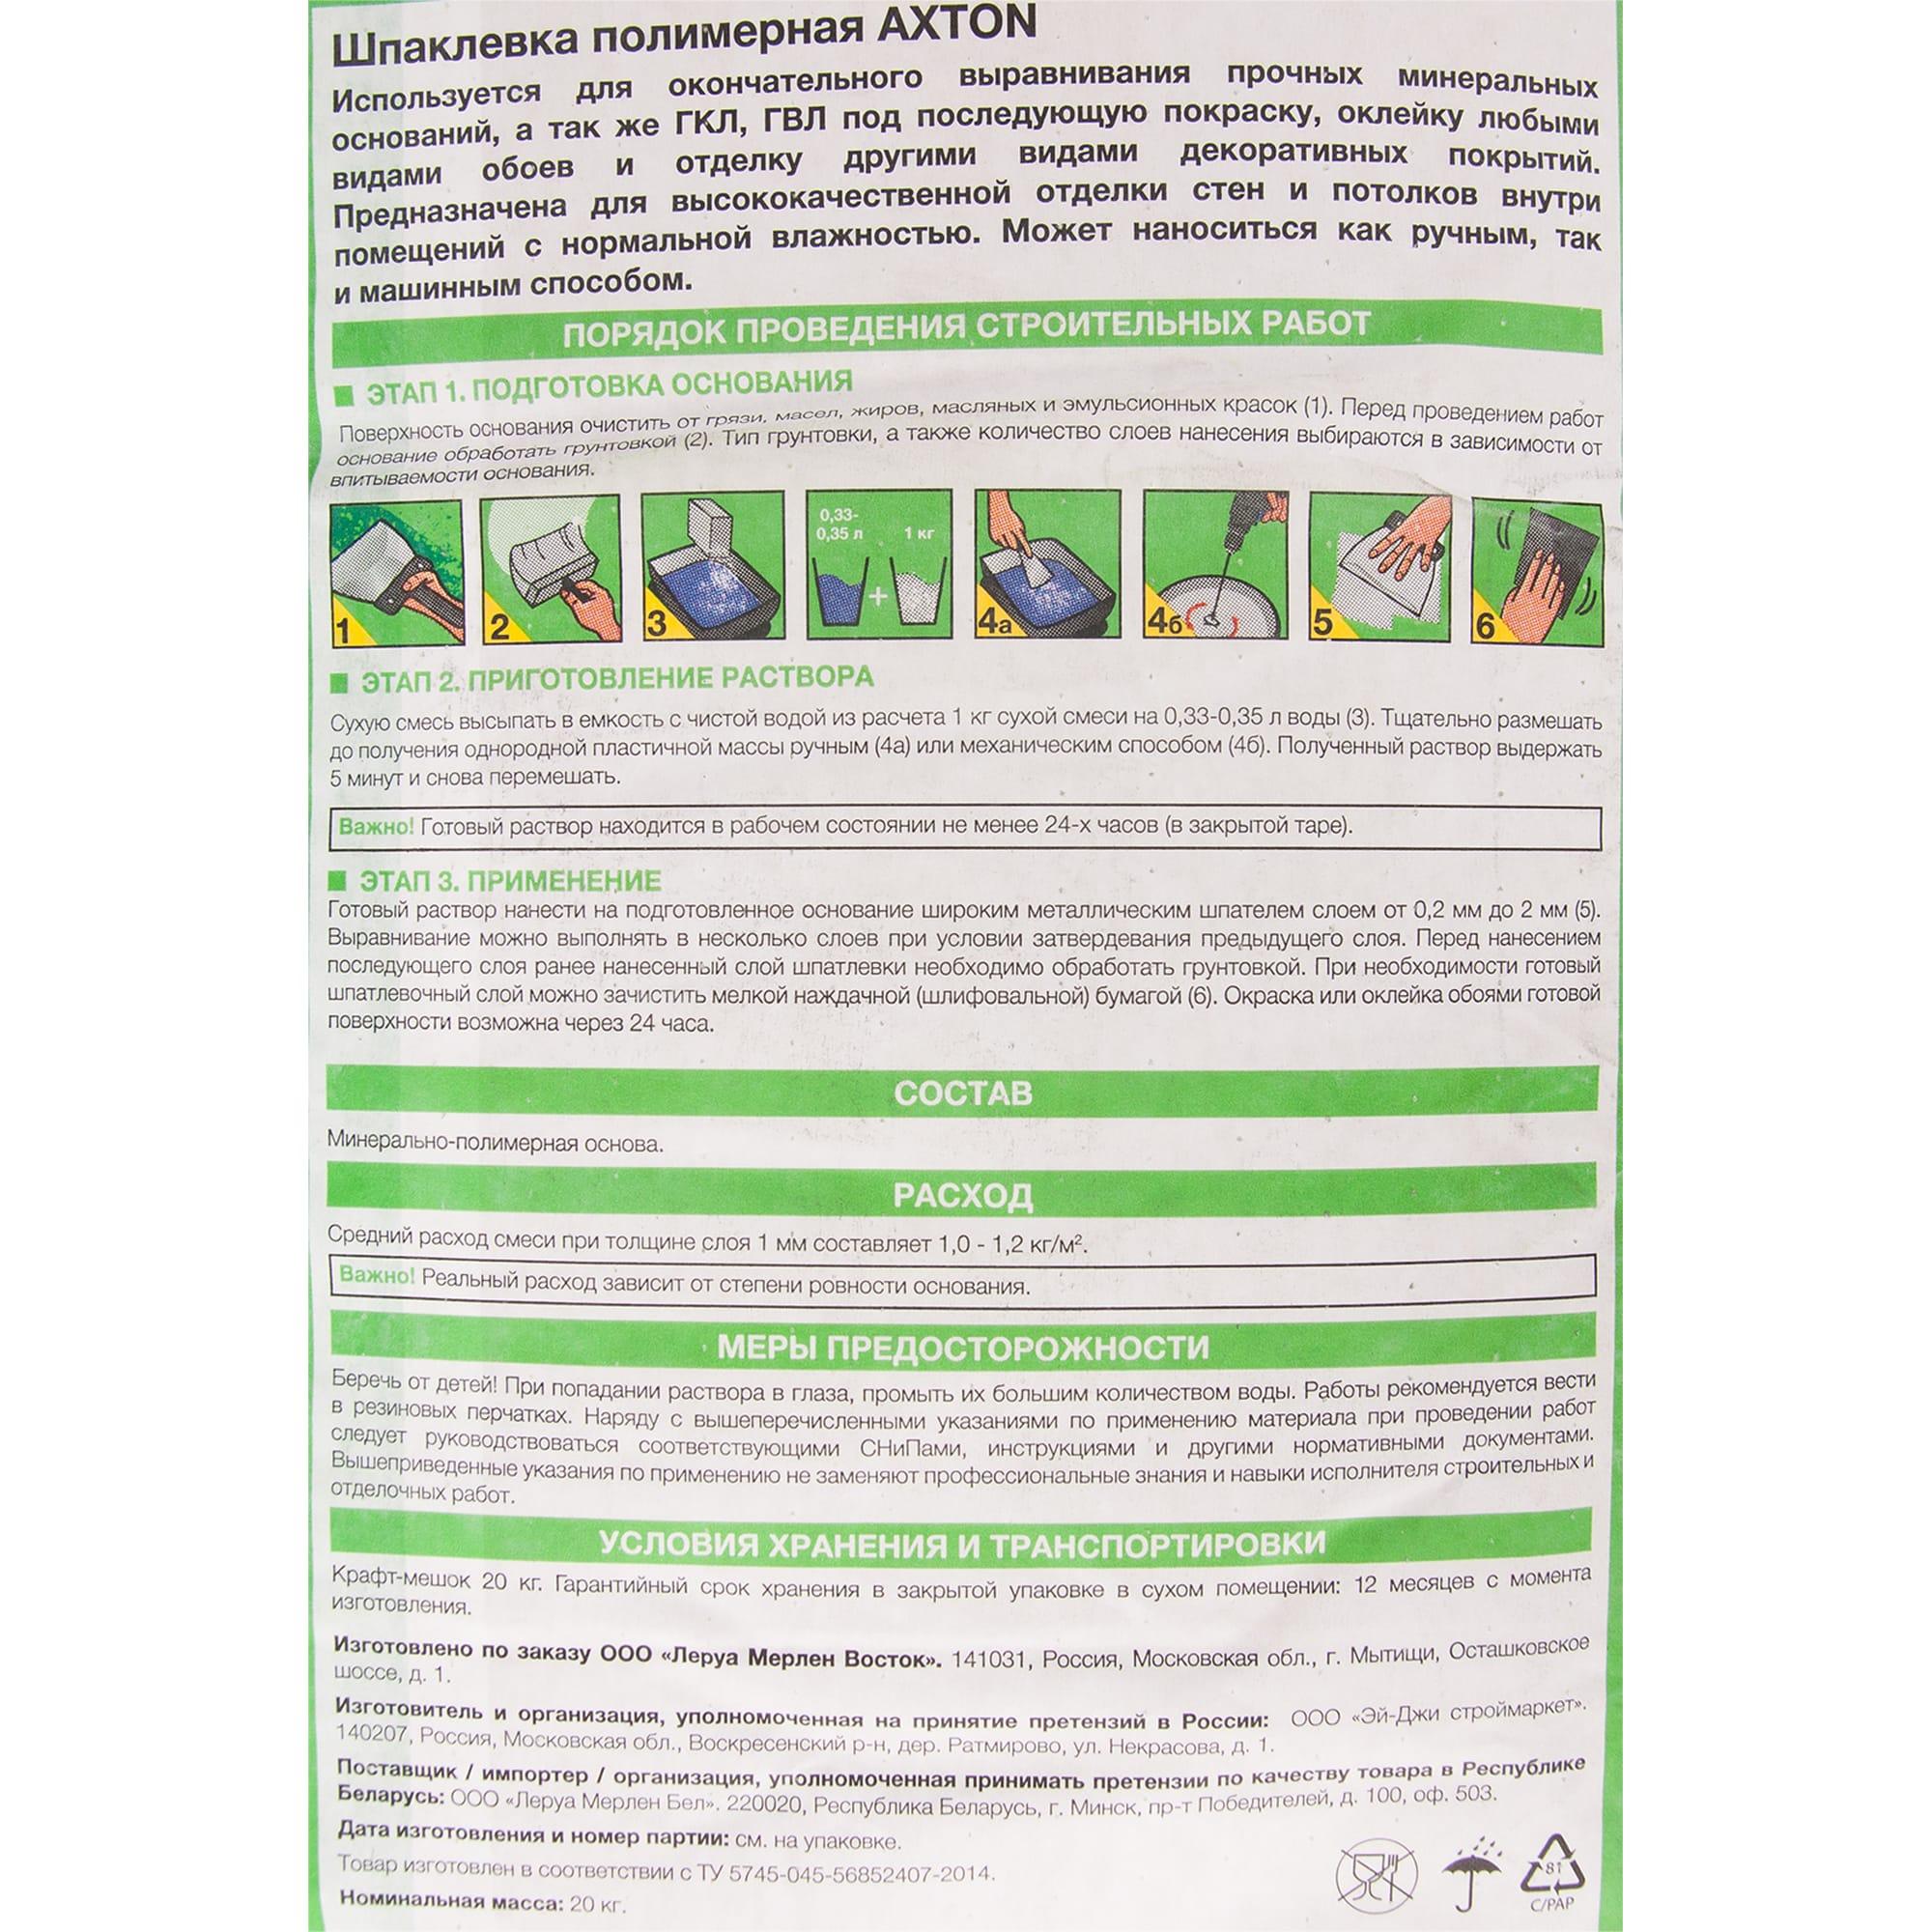 Шпаклевка полимерная AXTON
Используется для окончательного выравнивания прочных минеральных
оснований, а так же ГКЛ, ГВЛ под последующую покраску, оклейку любыми
видами обоев и отделку другими видами декоративных покрытий.
Предназначена для высококачественной отделки стен и потолков внутри
помещений с нормальной влажностью. Может наноситься как ручным, так
и машинным способом.
ПОРЯДОК ПРОВЕДЕНИЯ СТРОИТЕЛЬНЫХ РАБОТ
ЭТАП 1. ПОДГОТОВКА ОСНОВАНИЯ
Поверхность основания очистить от грязи, масел, жиров, масляных и эмульсионных красок (1). Перед проведением работ
основание обработать грунтовкой (2). Тип грунтовки, а также количество слоев нанесения выбираются в зависимости от
впитываемости основания.
0,33-
0,35 л 1 кг
+
1 2 3 4а 4б 5 6
ЭТАП 2. ПРИГОТОВЛЕНИЕ РАСТВОРА
Сухую смесь высыпать в емкость с чистой водой из расчета 1 кг сухой смеси на 0,33-0,35 л воды (3). Тщательно размешать
до получения однородной пластичной массы ручным (4а) или механическим способом (4б). Полученный раствор выдержать
5 минут и снова перемешать.
Важно! Готовый раствор находится в рабочем состоянии не менее 24-х часов (в закрытой таре).
ЭТАП 3. ПРИМЕНЕНИЕ
Готовый раствор нанести на подготовленное основание широким металлическим шпателем слоем от 0,2 мм до 2 мм (5).
Выравнивание можно выполнять в несколько слоев при условии затвердевания предыдущего слоя. Перед нанесением
последующего слоя ранее нанесенный слой шпатлевки необходимо обработать грунтовкой. При необходимости готовый
шпатлевочный слой можно зачистить мелкой наждачной (шлифовальной) бумагой (6). Окраска или оклейка обоями готовой
поверхности возможна через 24 часа.
СОСТАВ
Минерально-полимерная основа.
РАСХОД
Средний расход смеси при толщине слоя 1 мм составляет 1,0 - 1,2 кг/м².
Важно! Реальный расход зависит от степени ровности основания.
МЕРЫ ПРЕДОСТОРОЖНОСТИ
Беречь от детей! При попадании раствора в глаза, промыть их большим количеством воды. Работы рекомендуется вести
в резиновых перчатках. Наряду с вышеперечисленными указаниями по применению материала при проведении работ
следует руководствоваться соответствующими СНиПами, инструкциями и другими нормативными документами.
Вышеприведенные указания по применению не заменяют профессиональные знания и навыки исполнителя строительных и
отделочных работ.
УСЛОВИЯ ХРАНЕНИЯ И ТРАНСПОРТИРОВКИ
Крафт-мешок 20 кг. Гарантийный срок хранения в закрытой упаковке в сухом помещении: 12 месяцев с момента
изготовления.
Изготовлено по заказу ООО «Леруа Мерлен Восток». 141031, Россия, Московская обл., г. Мытищи, Осташковское
шоссе, д. 1.
Изготовитель и организация, уполномоченная на принятие претензий в России: ООО «Эй-Джи строймаркет».
140207, Россия, Московская обл., Воскресенский р-н, дер. Ратмирово, ул. Некрасова, д. 1.
Поставщик / импортер / организация, уполномоченная принимать претензии по качеству товара в Республике
Беларусь: ООО «Леруа Мерлен Бел». 220020, Республика Беларусь, г. Минск, пр-т Победителей, д. 100, оф. 503.
Дата изготовления и номер партии: см. на упаковке.
Товар изготовлен в соответствии с ТУ 5745-045-56852407-2014.
Номинальная масса: 20 кг.
81
C/PAP